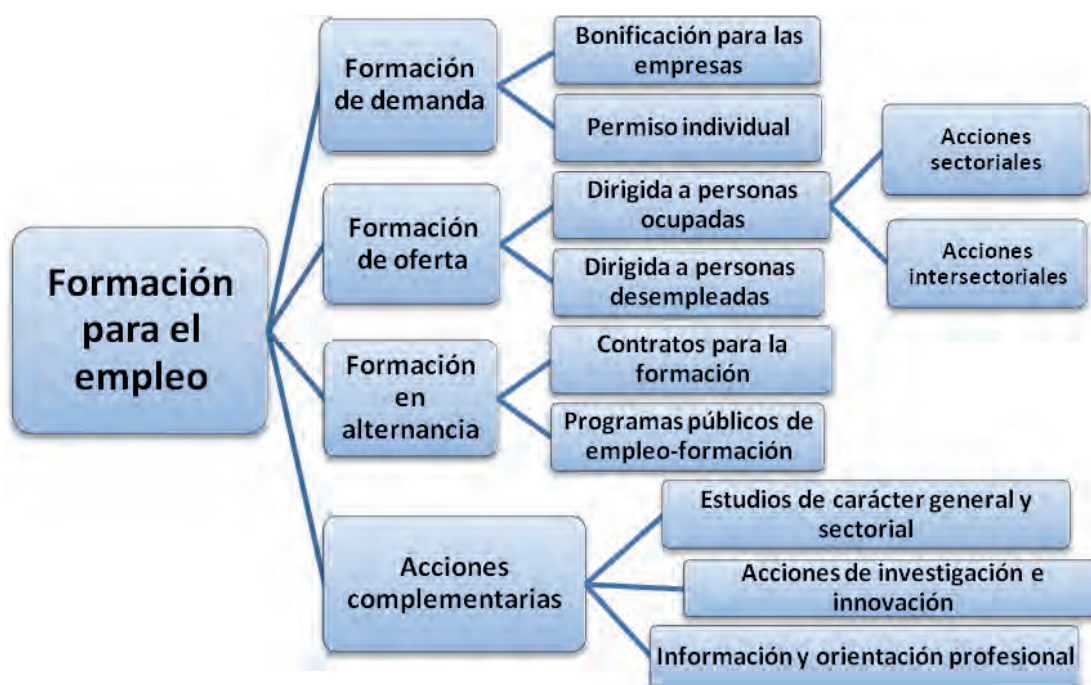 Formación
para el
empleo
Formación
de demanda
Bonificación para las
empresas
Permiso individual
Formación
de oferta
Dirigida a personas
ocupadas
Acciones
sectoriales
Acciones
intersectoriales
Dirigida a personas
desempleadas
Formación
en
alternancia
Contratos para la
formación
Programas públicos de
empleo-formación
Acciones
complementarias
Estudios de carácter general y
sectorial
Acciones de investigación e
innovación
Información y orientación profesional